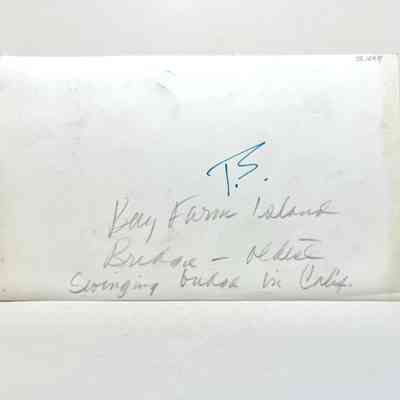 T.S.
Bay Farm Island
Bridge - oldest
Swinging bridge in Calif.